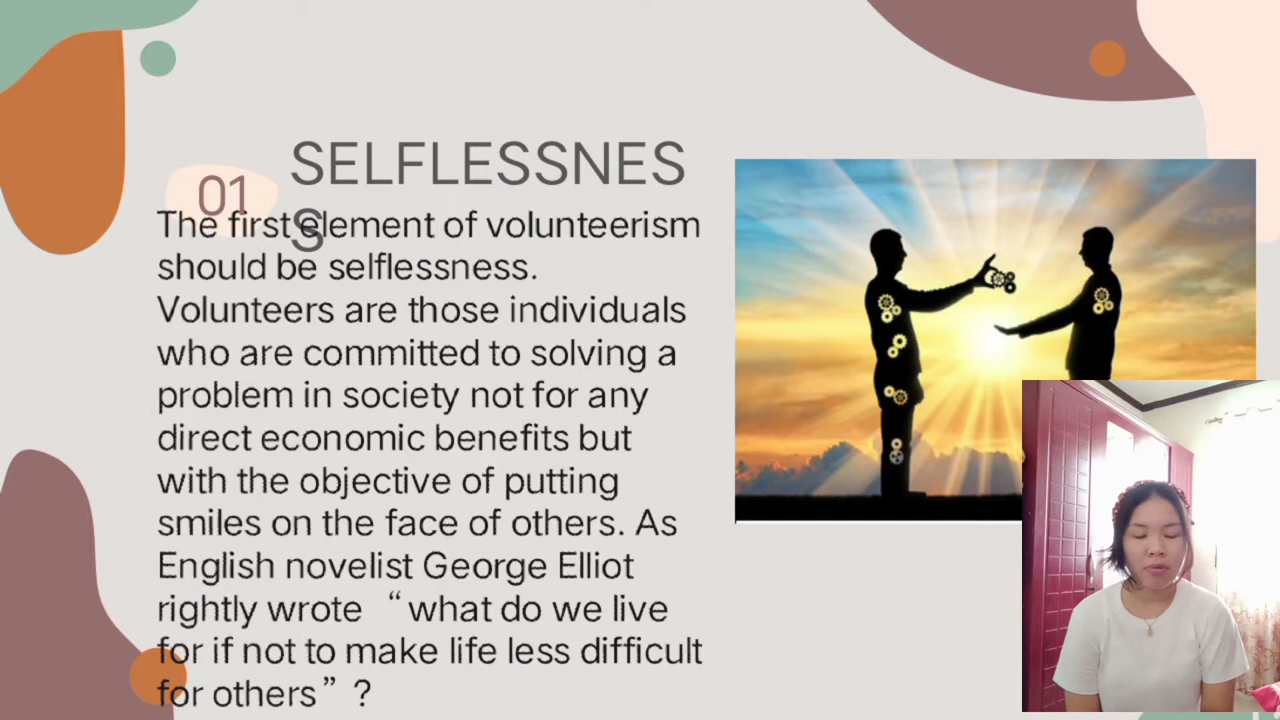 01
SELFLESSNES
S
The first element of volunteerism
should be selflessness.
Volunteers are those individuals
who are committed to solving a
problem in society not for any
direct economic benefits but
with the objective of putting
smiles on the face of others. As
English novelist George Elliot
rightly wrote “what do we live
for if not to make life less difficult
for others” ?